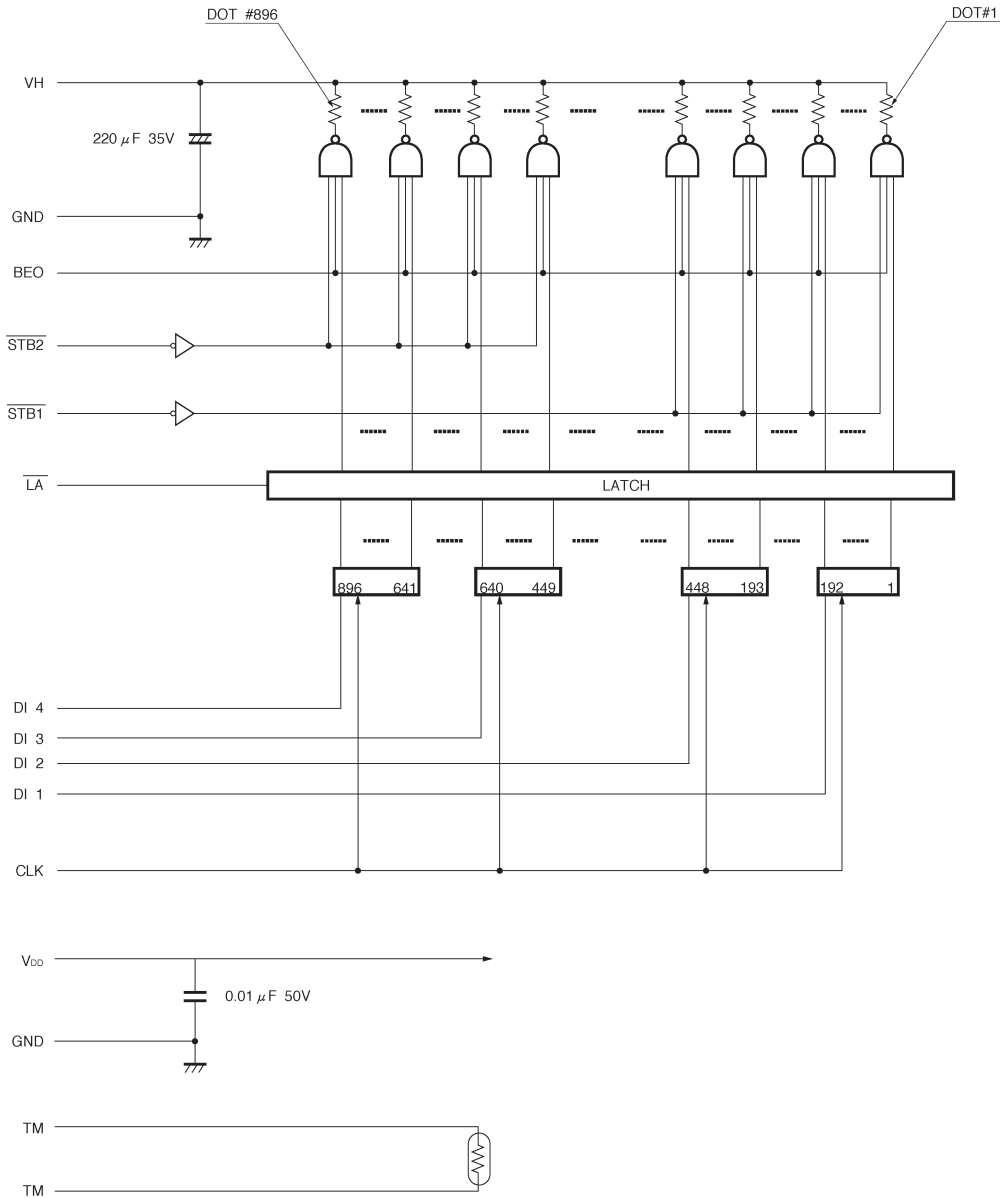 DOT #896
DOT#1
VH
220 μF 35V
GND
BEO
STB2
STB1
LA
LATCH
896 641
640 449
448 193
192 1
DI 4
DI 3
DI 2
DI 1
CLK
VDD
0.01 μF 50V
GND
TM
TM